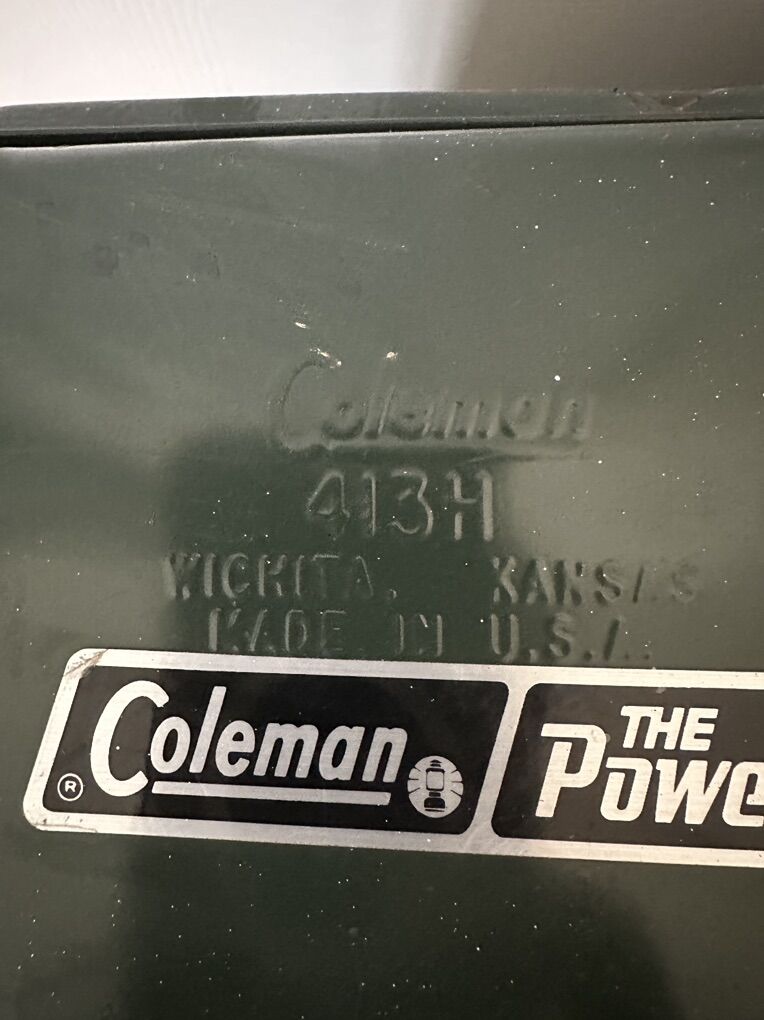 Coleman
413H
WICHITA, KANSAS
MADE IN U.S.A.
® Coleman
THE
Powe